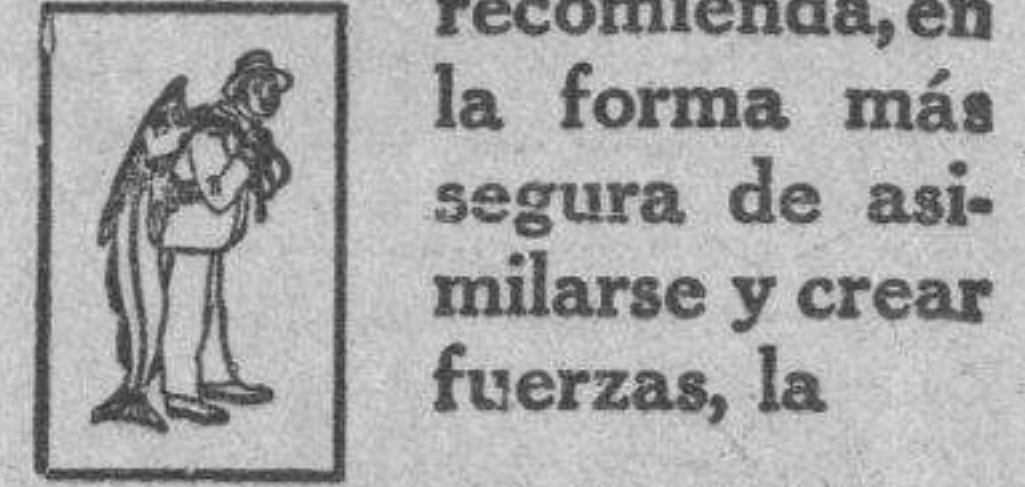 recomienda, en
la forma más
segura de asi-
milarse y crear
fuerzas, la